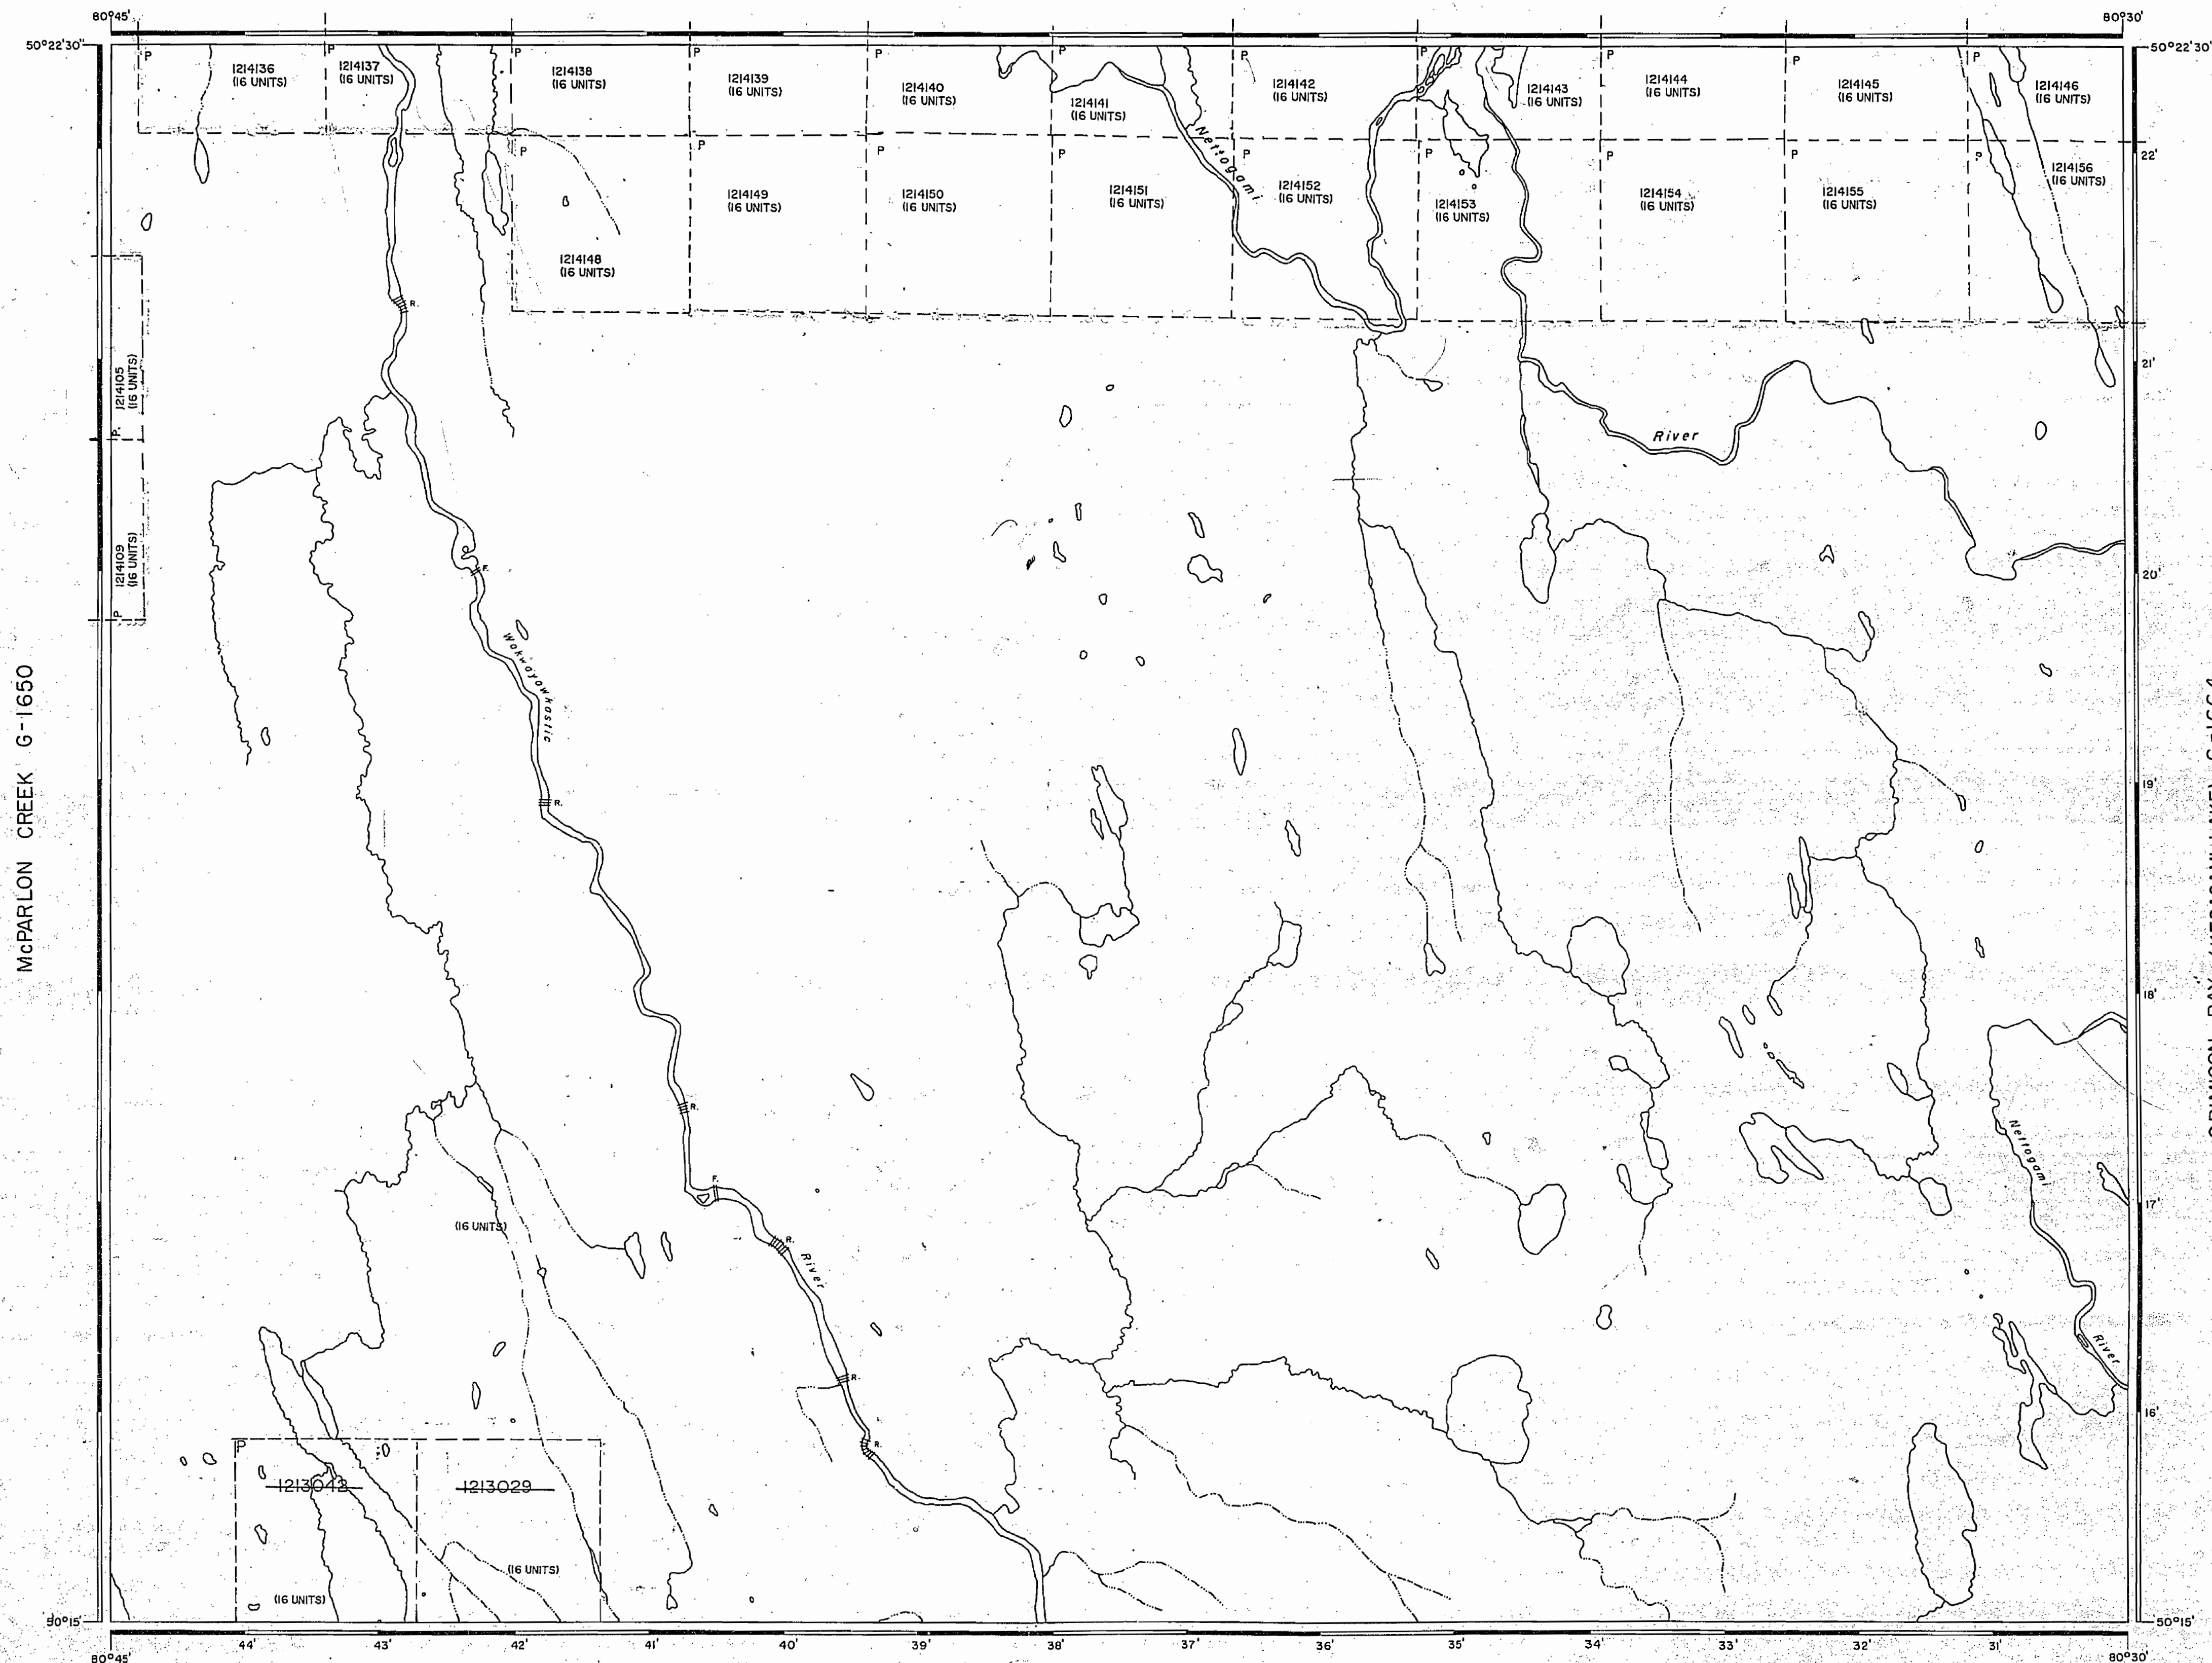 80°45'
80°30'
50°22'30"
50°22'30"
P
P
P
P
P
P
P
P
P
P
P
1214136
(16 UNITS)
1214137
(16 UNITS)
1214138
(16 UNITS)
1214139
(16 UNITS)
1214140
(16 UNITS)
1214141
(16 UNITS)
1214142
(16 UNITS)
1214143
(16 UNITS)
1214144
(16 UNITS)
1214145
(16 UNITS)
1214146
(16 UNITS)
P
P
P
P
P
P
P
P
P
22'
Nettogami
1214148
(16 UNITS)
1214149
(16 UNITS)
1214150
(16 UNITS)
1214151
(16 UNITS)
1214152
(16 UNITS)
1214153
(16 UNITS)
1214154
(16 UNITS)
1214155
(16 UNITS)
1214156
(16 UNITS)
R.
1214105
(16 UNITS)
P.
21'
River
1214109
(16 UNITS)
P
F.
20'
Wakwayowkastic
McPARLON CREEK G-1650
R.
19'
18'
R.
Nettogami
F.
17'
(16 UNITS)
R.
River
River
R.
16'
R.
P
1213042
1213029
(16 UNITS)
(16 UNITS)
50°15'
50°15'
80°45'
44'
43'
42'
41'
40'
39'
38'
37'
36'
35'
34'
33'
32'
31'
80°30'